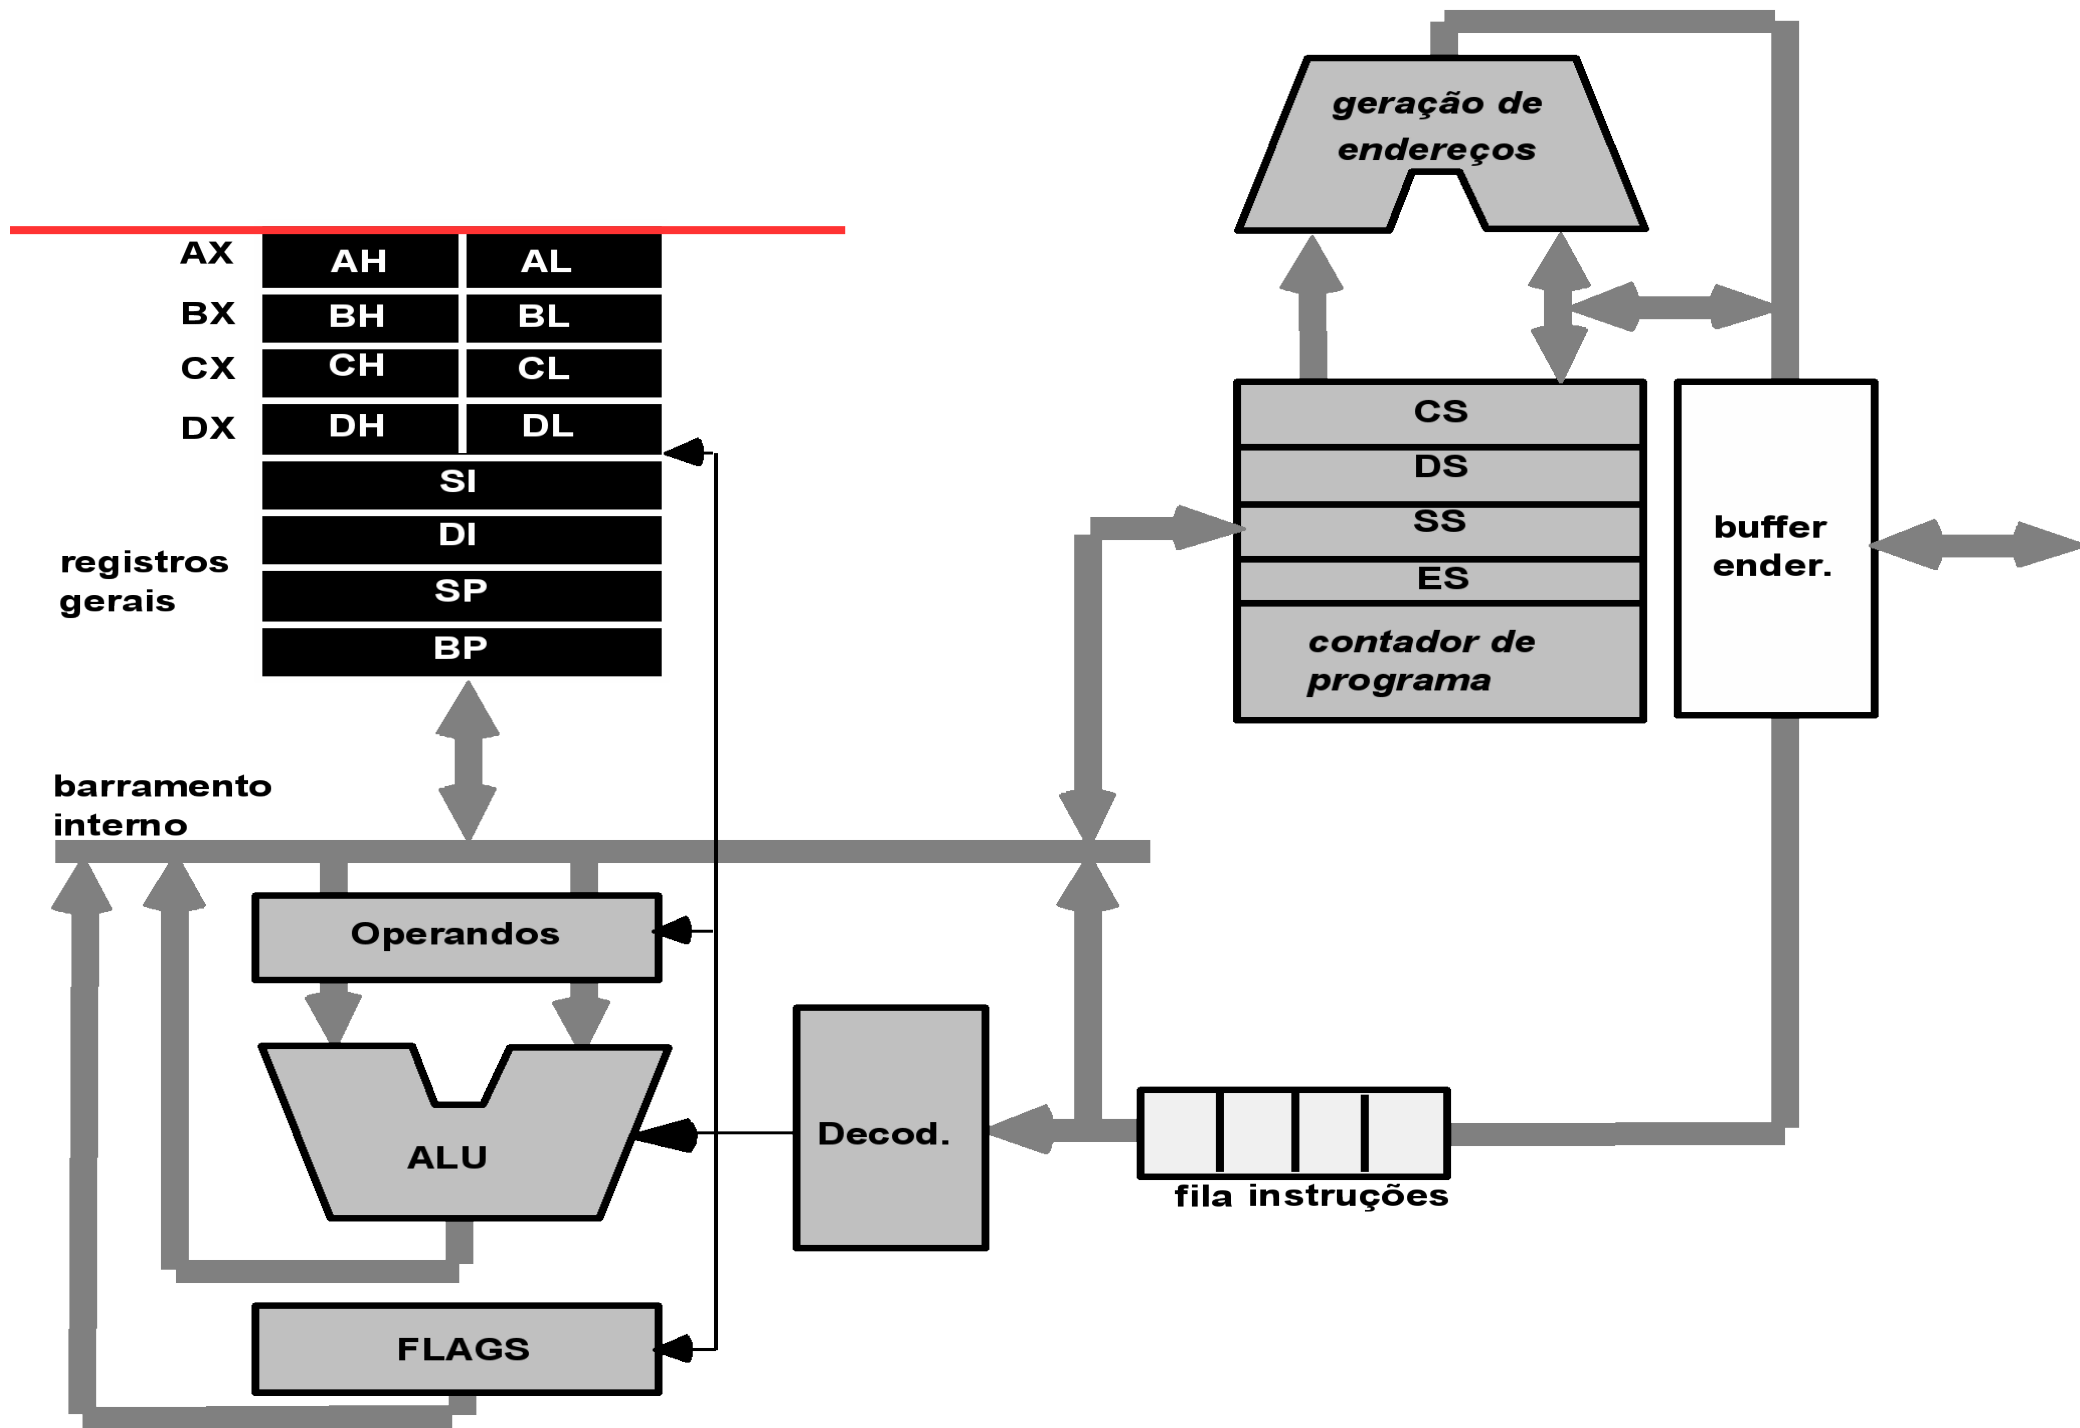 geração de
endereços
AX AH AL
BX BH BL
CX CH CL
DX DH DL
SI
DI
SP
BP
registros
gerais
CS
DS
SS
ES
contador de
programa
buffer
ender.
barramento
interno
Operandos
ALU
Decod.
fila instruções
FLAGS